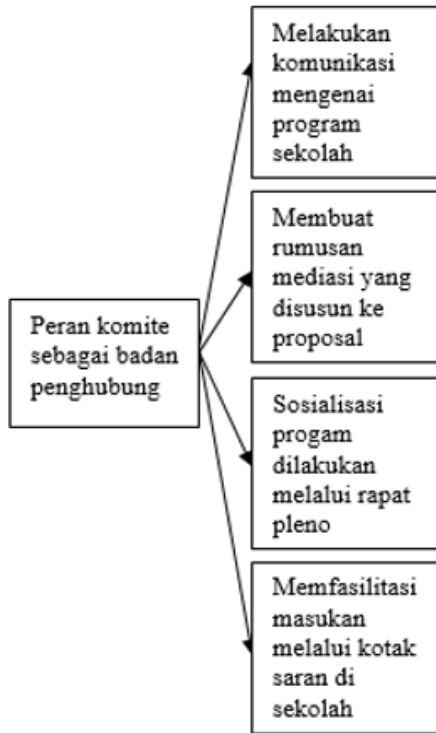 Melakukan
komunikasi
mengenai
program
sekolah
Membuat
rumusan
mediasi yang
disusun ke
proposal
Peran komite
sebagai badan
penghubung
Sosialisasi
progam
dilakukan
melalui rapat
pleno
Memfasilitasi
masukan
melalui kotak
saran di
sekolah